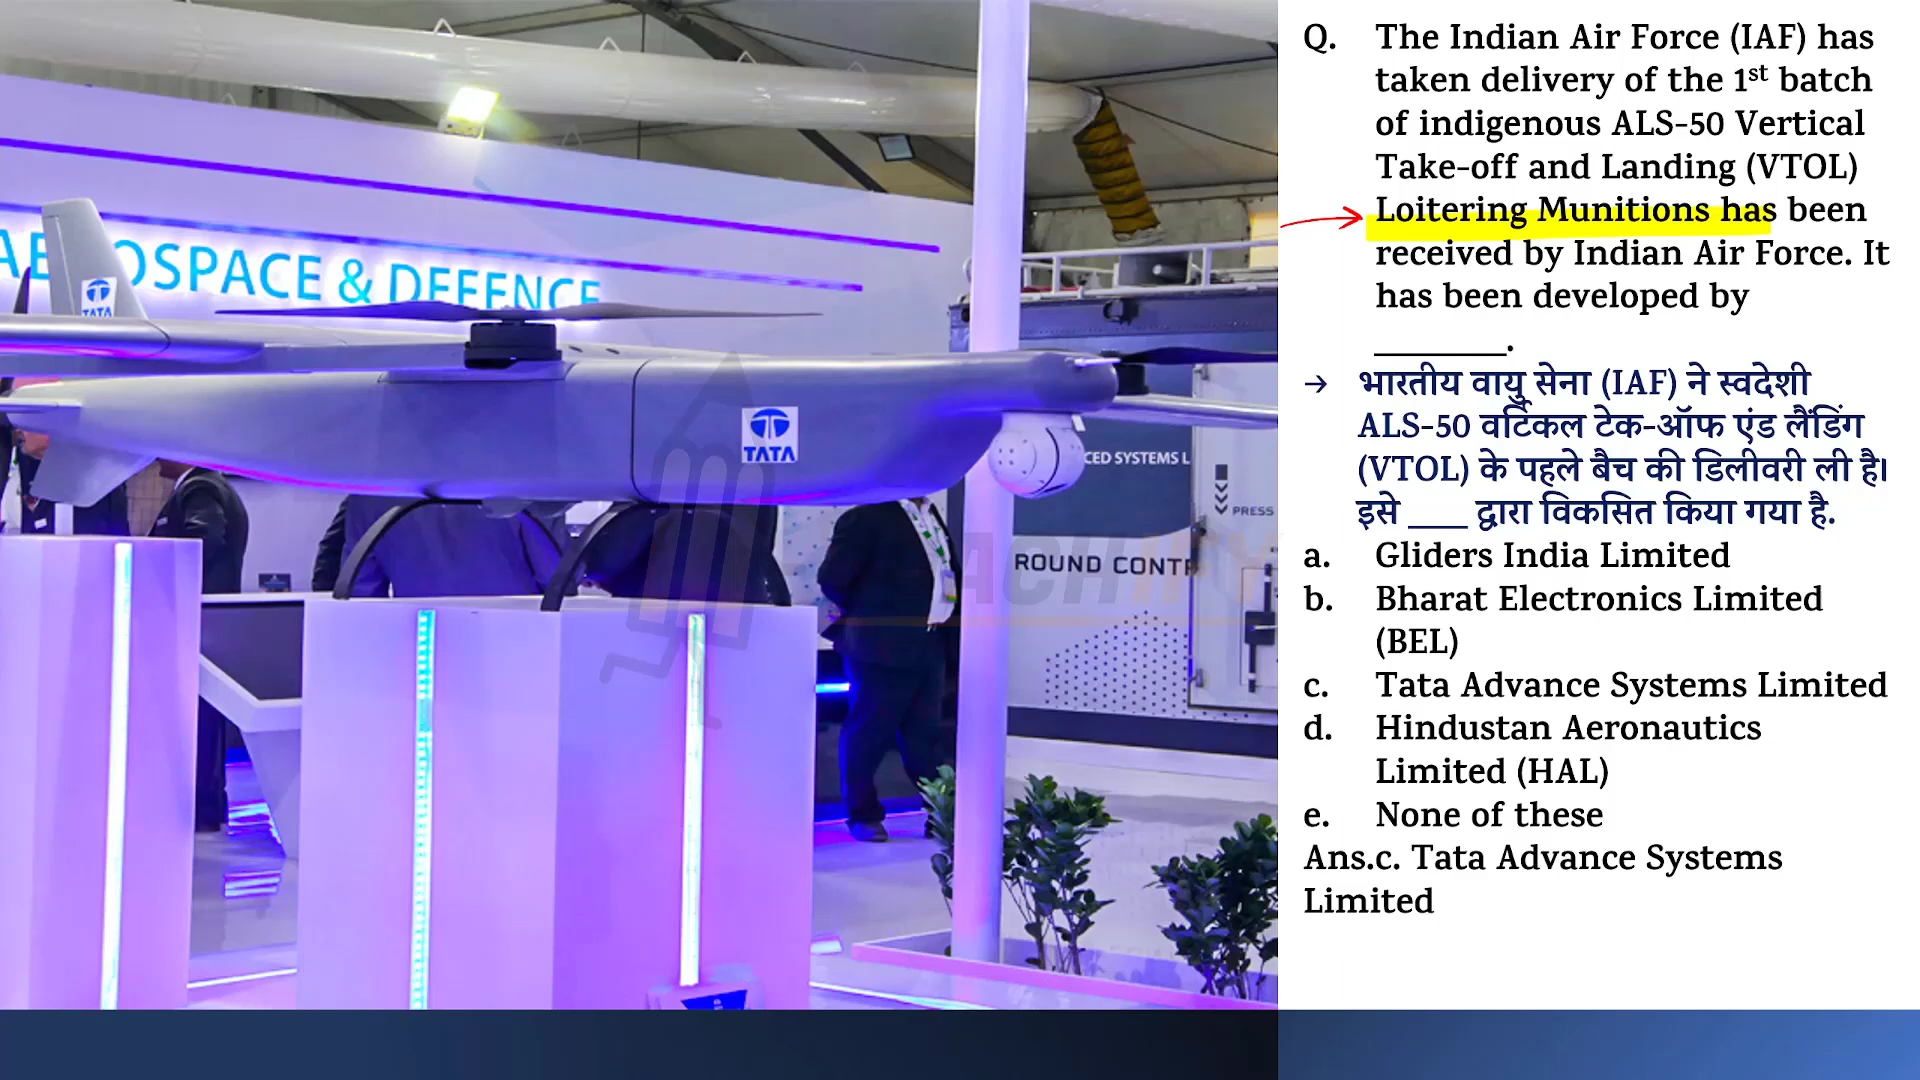 AEROSPACE & DEFENCE
TATA
TATA
CED SYSTEMS L
PRESS
ROUND CONTR
Q. The Indian Air Force (IAF) has
taken delivery of the 1st batch
of indigenous ALS-50 Vertical
Take-off and Landing (VTOL)
Loitering Munitions has been
received by Indian Air Force. It
has been developed by
_______.
→ भारतीय वायु सेना (IAF) ने स्वदेशी
ALS-50 वर्टिकल टेक-ऑफ एंड लैंडिंग
(VTOL) के पहले बैच की डिलीवरी ली है।
इसे ___ द्वारा विकसित किया गया है.
a. Gliders India Limited
b. Bharat Electronics Limited
(BEL)
c. Tata Advance Systems Limited
d. Hindustan Aeronautics
Limited (HAL)
e. None of these
Ans.c. Tata Advance Systems
Limited